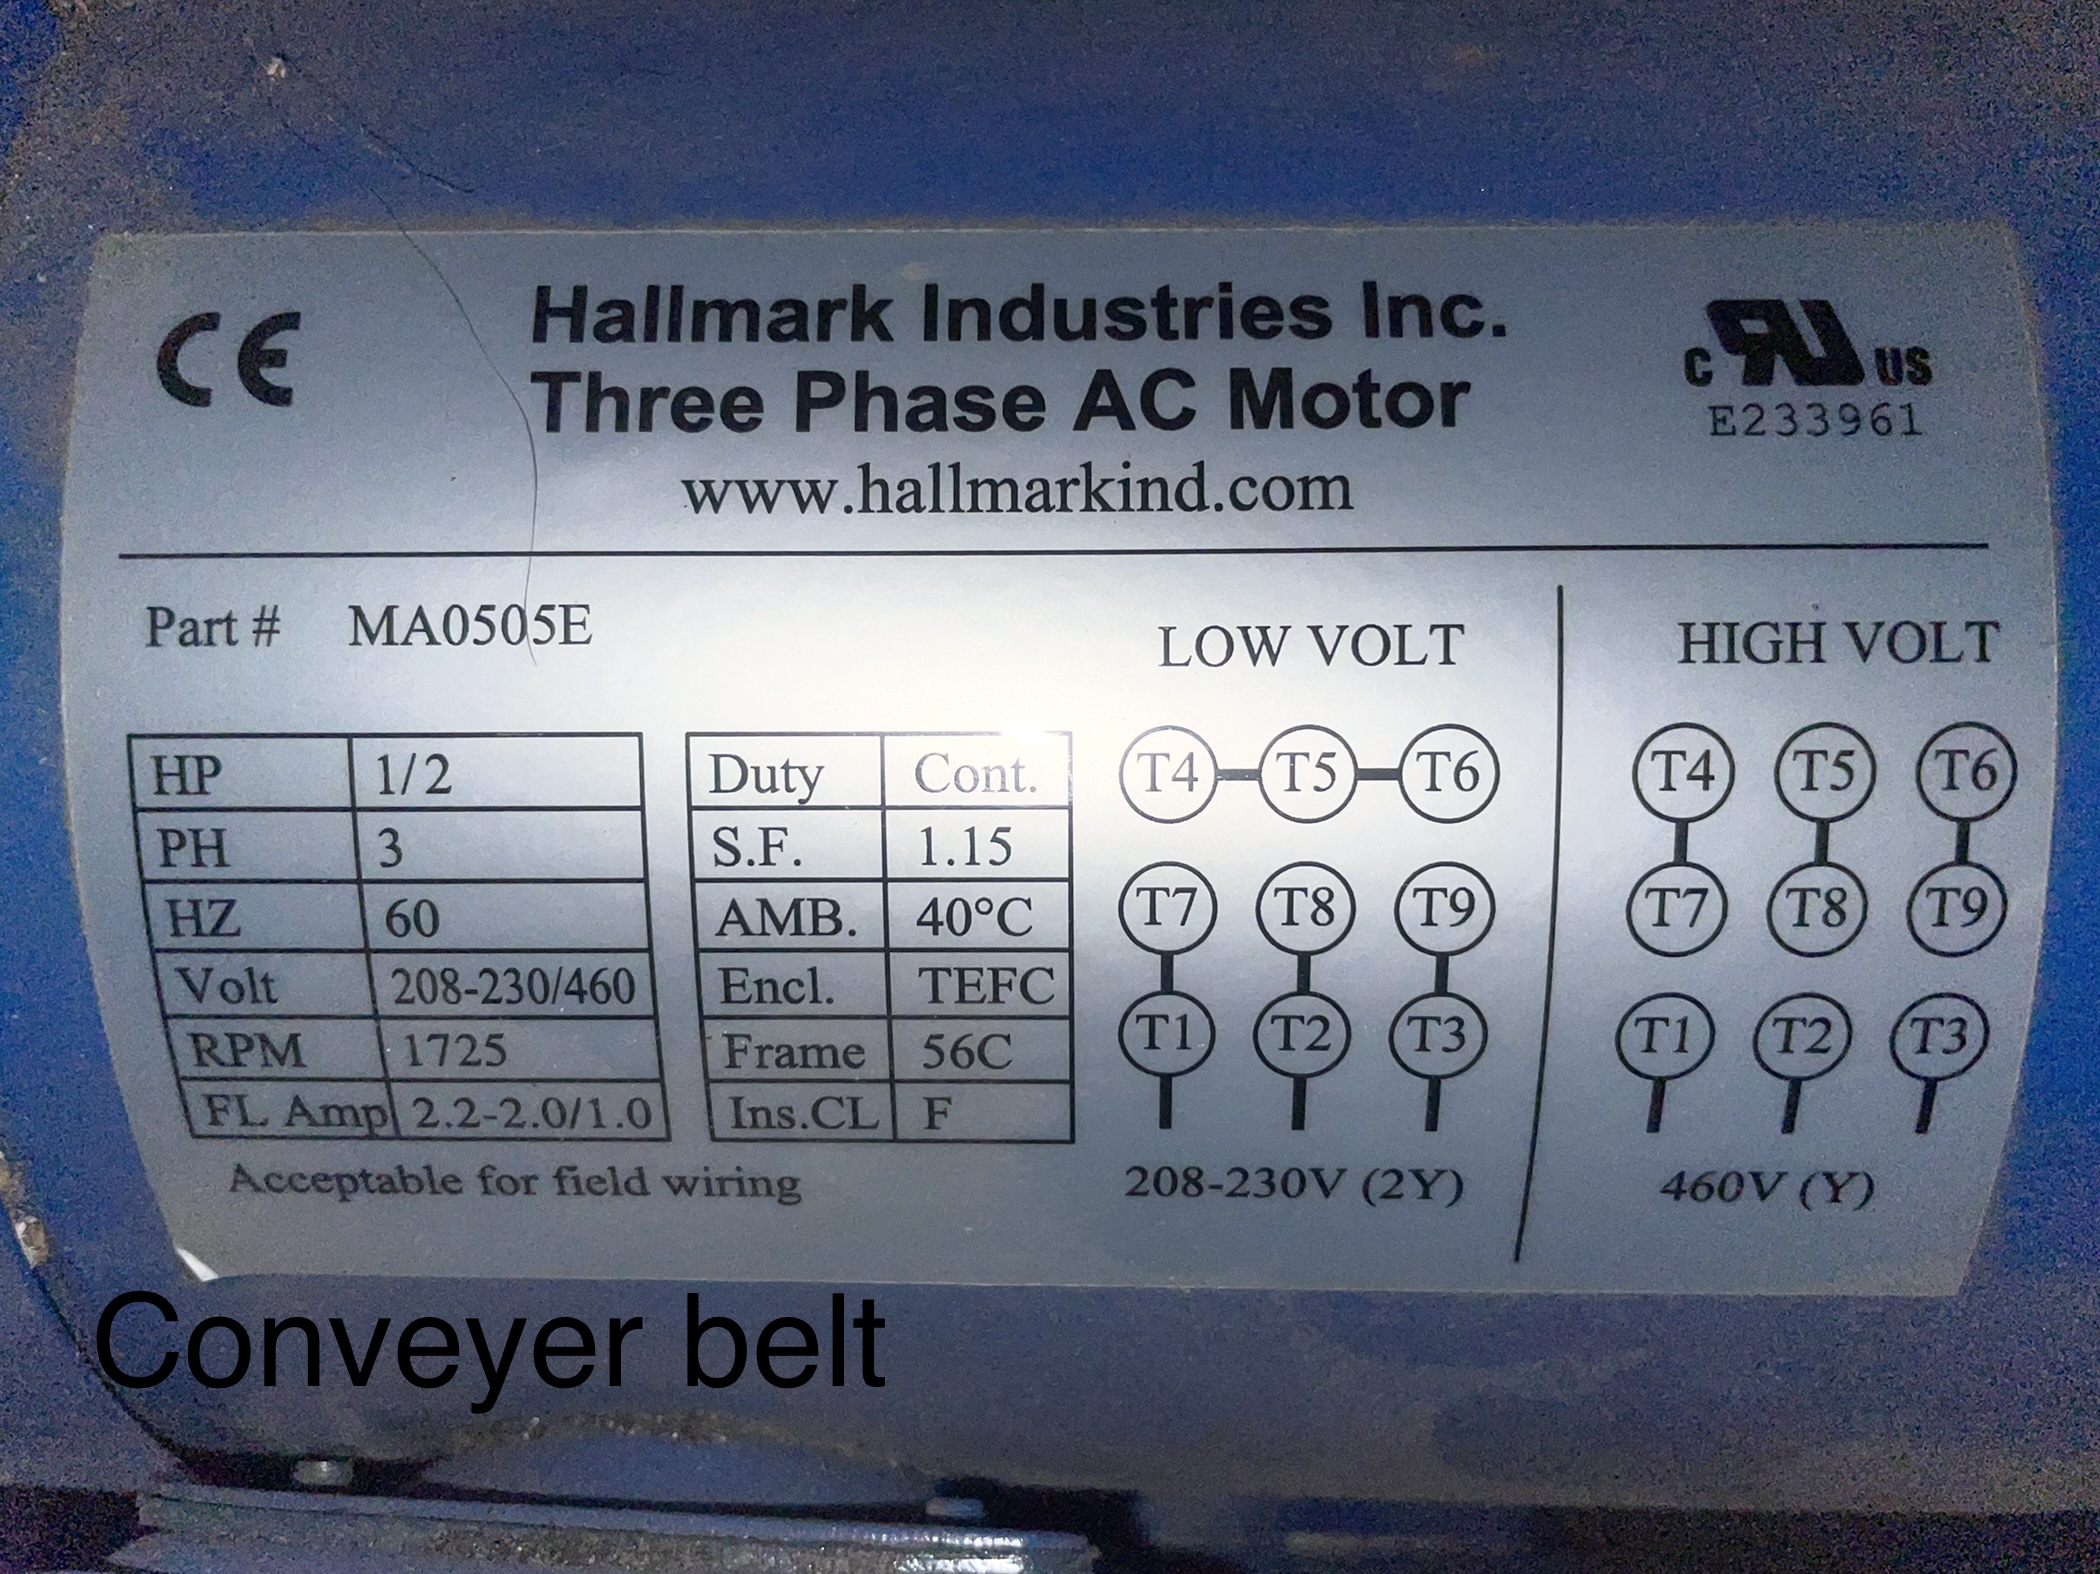 CE
Hallmark Industries Inc.
Three Phase AC Motor
www.hallmarkind.com
C RU US
E233961
Part # MA0505E
HP 1/2
PH 3
HZ 60
Volt 208-230/460
RPM 1725
FL Amp 2.2-2.0/1.0
Acceptable for field wiring
Duty Cont.
S.F. 1.15
AMB. 40°C
Encl. TEFC
Frame 56C
Ins.CL F
LOW VOLT
T4 T5 T6
T7 T8 T9
T1 T2 T3
208-230V (2Y)
HIGH VOLT
T4 T5 T6
T7 T8 T9
T1 T2 T3
460V (Y)
Conveyer belt